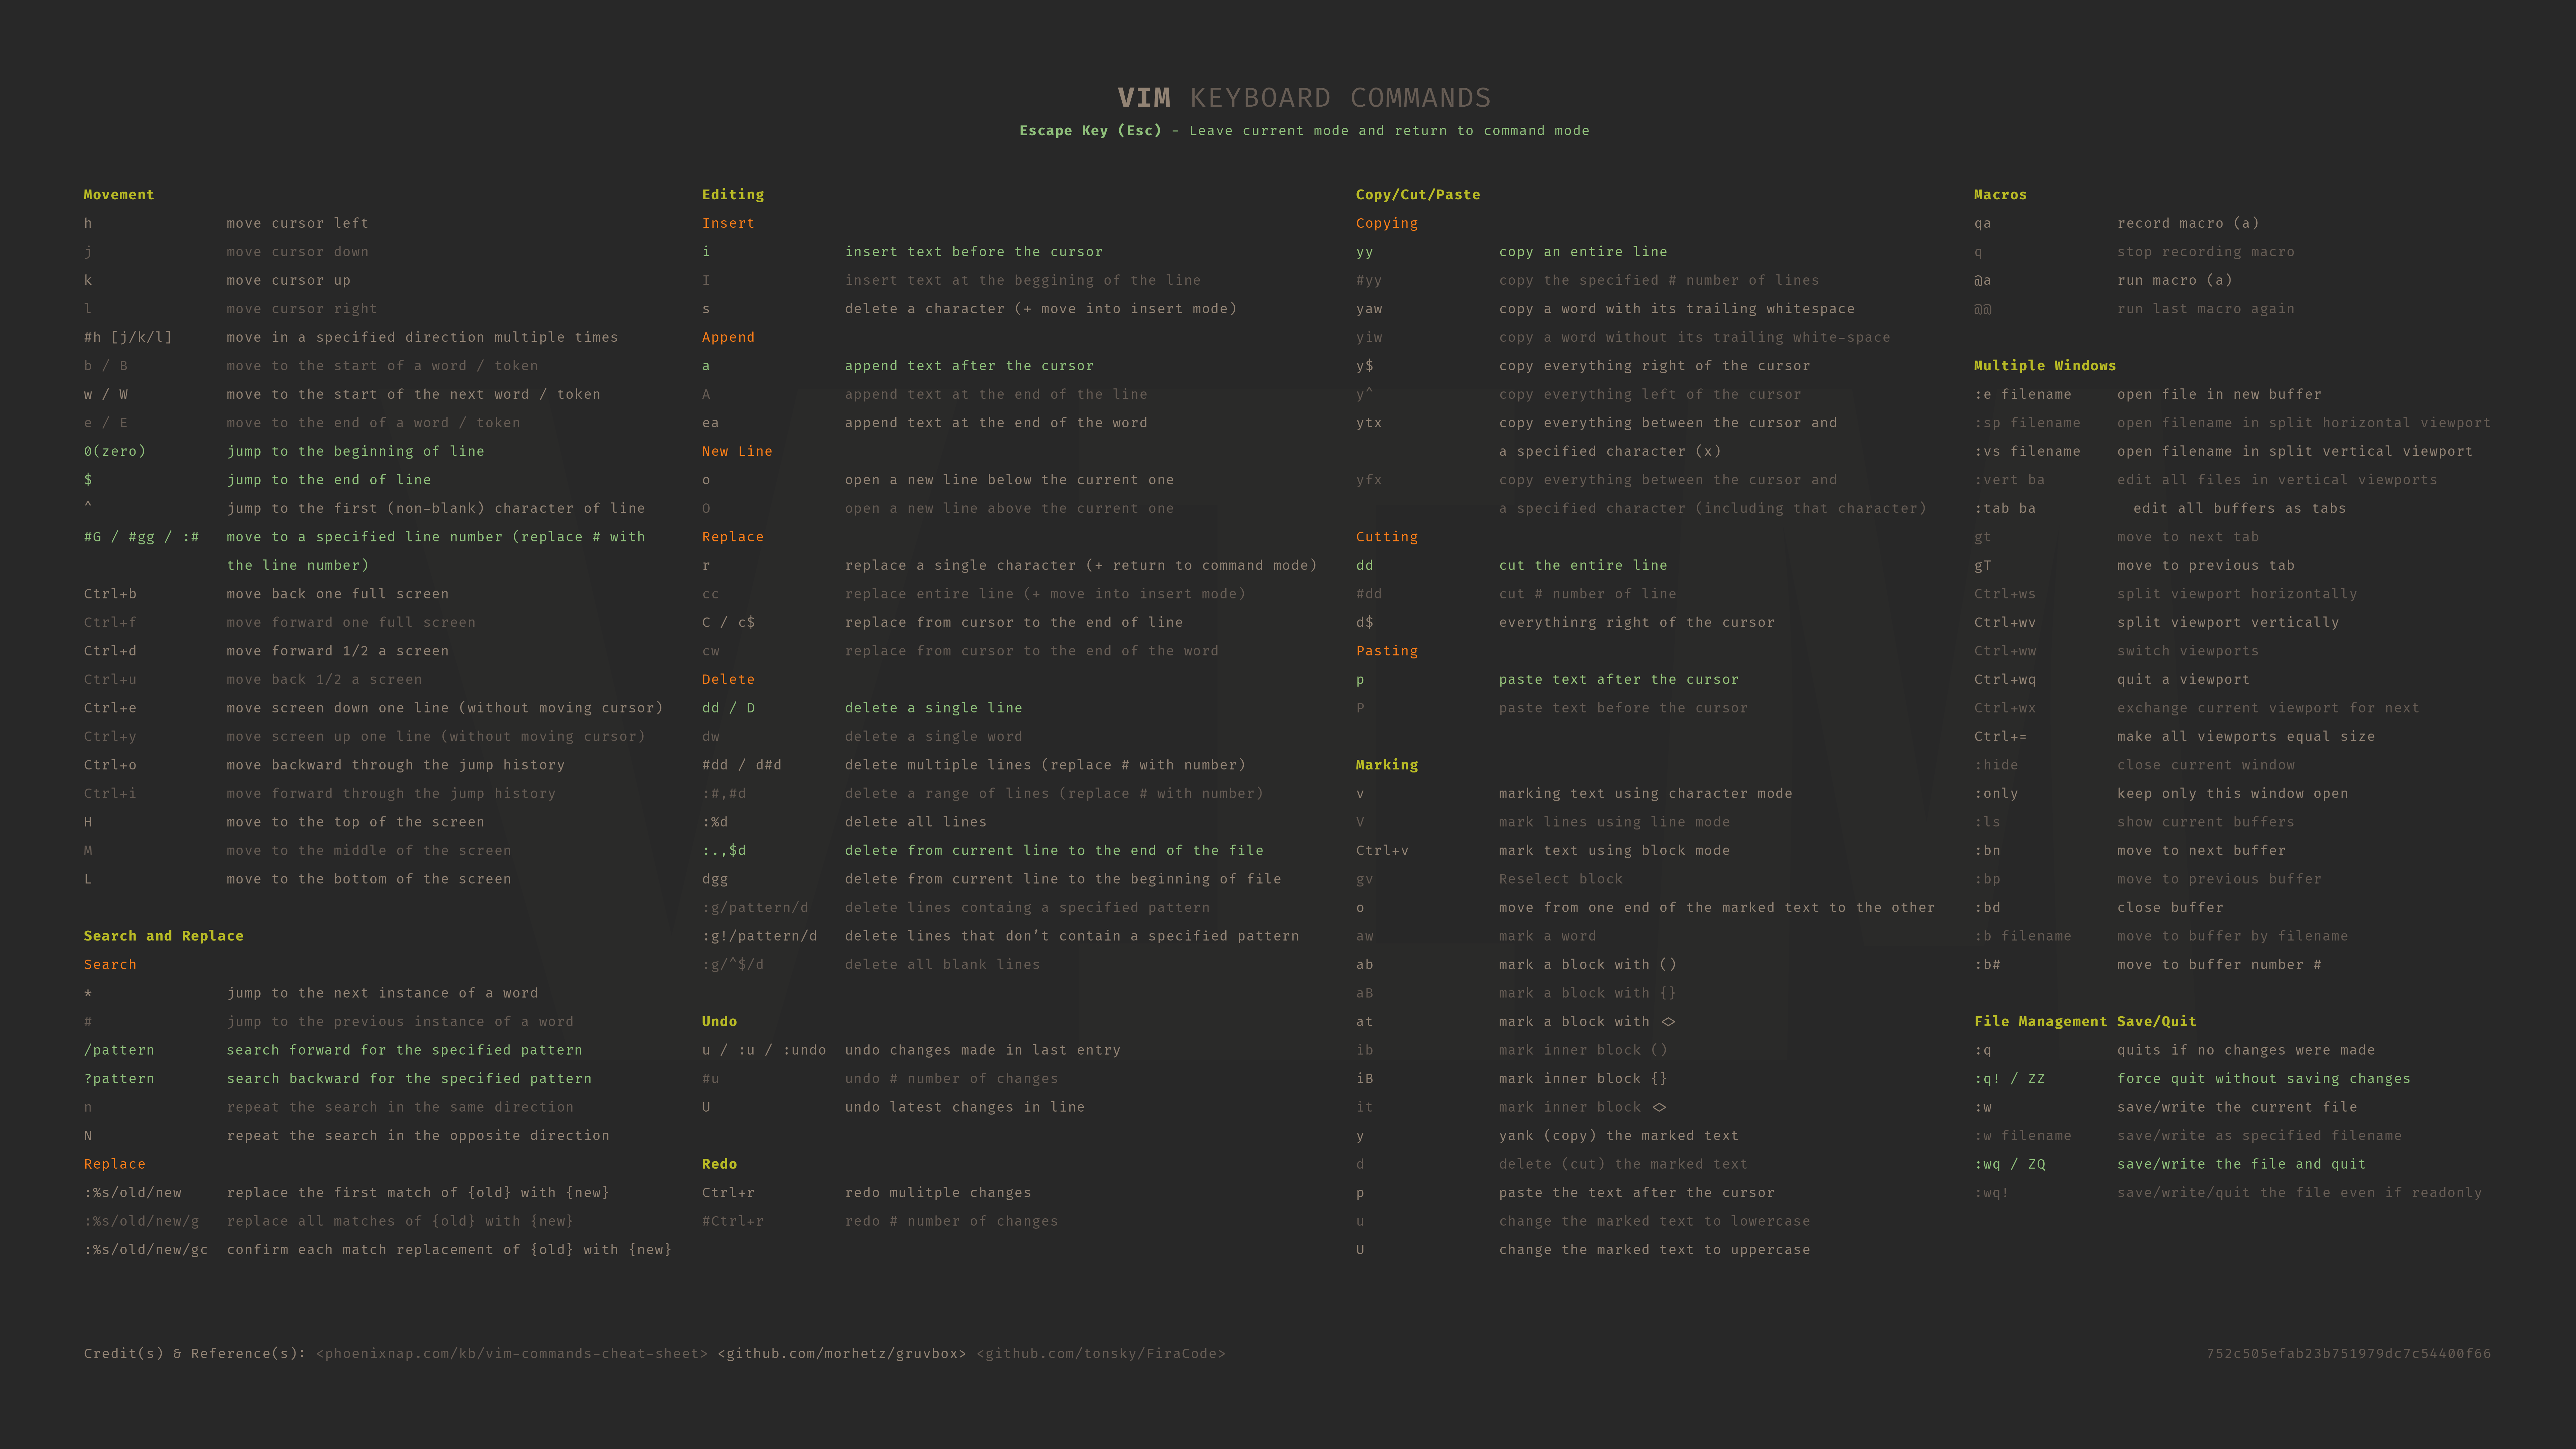 VIM KEYBOARD COMMANDS
Escape Key (Esc) - Leave current mode and return to command mode
Movement
h move cursor left
j move cursor down
k move cursor up
l move cursor right
#h [j/k/l] move in a specified direction multiple times
b / B move to the start of a word / token
w / W move to the start of the next word / token
e / E move to the end of a word / token
0(zero) jump to the beginning of line
$ jump to the end of line
^ jump to the first (non-blank) character of line
#G / #gg / :# move to a specified line number (replace # with
the line number)
Ctrl+b move back one full screen
Ctrl+f move forward one full screen
Ctrl+d move forward 1/2 a screen
Ctrl+u move back 1/2 a screen
Ctrl+e move screen down one line (without moving cursor)
Ctrl+y move screen up one line (without moving cursor)
Ctrl+o move backward through the jump history
Ctrl+i move forward through the jump history
H move to the top of the screen
M move to the middle of the screen
L move to the bottom of the screen
Search and Replace
Search
* jump to the next instance of a word
# jump to the previous instance of a word
/pattern search forward for the specified pattern
?pattern search backward for the specified pattern
n repeat the search in the same direction
N repeat the search in the opposite direction
Replace
:%s/old/new replace the first match of {old} with {new}
:%s/old/new/g replace all matches of {old} with {new}
:%s/old/new/gc confirm each match replacement of {old} with {new}
Editing
Insert
i insert text before the cursor
I insert text at the beggining of the line
s delete a character (+ move into insert mode)
Append
a append text after the cursor
A append text at the end of the line
ea append text at the end of the word
New Line
o open a new line below the current one
O open a new line above the current one
Replace
r replace a single character (+ return to command mode)
cc replace entire line (+ move into insert mode)
C / c$ replace from cursor to the end of line
cw replace from cursor to the end of the word
Delete
dd / D delete a single line
dw delete a single word
#dd / d#d delete multiple lines (replace # with number)
:#,#d delete a range of lines (replace # with number)
:%d delete all lines
:.,$d delete from current line to the end of the file
dgg delete from current line to the beginning of file
:g/pattern/d delete lines containg a specified pattern
:g!/pattern/d delete lines that don’t contain a specified pattern
:g/^$/d delete all blank lines
Undo
u / :u / :undo undo changes made in last entry
#u undo # number of changes
U undo latest changes in line
Redo
Ctrl+r redo mulitple changes
#Ctrl+r redo # number of changes
Copy/Cut/Paste
Copying
yy copy an entire line
#yy copy the specified # number of lines
yaw copy a word with its trailing whitespace
yiw copy a word without its trailing white-space
y$ copy everything right of the cursor
y^ copy everything left of the cursor
ytx copy everything between the cursor and
a specified character (x)
yfx copy everything between the cursor and
a specified character (including that character)
Cutting
dd cut the entire line
#dd cut # number of line
d$ everythinrg right of the cursor
Pasting
p paste text after the cursor
P paste text before the cursor
Marking
v marking text using character mode
V mark lines using line mode
Ctrl+v mark text using block mode
gv Reselect block
o move from one end of the marked text to the other
aw mark a word
ab mark a block with ()
aB mark a block with {}
at mark a block with <>
ib mark inner block ()
iB mark inner block {}
it mark inner block <>
y yank (copy) the marked text
d delete (cut) the marked text
p paste the text after the cursor
u change the marked text to lowercase
U change the marked text to uppercase
Macros
qa record macro (a)
q stop recording macro
@a run macro (a)
@@ run last macro again
Multiple Windows
:e filename open file in new buffer
:sp filename open filename in split horizontal viewport
:vs filename open filename in split vertical viewport
:vert ba edit all files in vertical viewports
:tab ba edit all buffers as tabs
gt move to next tab
gT move to previous tab
Ctrl+ws split viewport horizontally
Ctrl+wv split viewport vertically
Ctrl+ww switch viewports
Ctrl+wq quit a viewport
Ctrl+wx exchange current viewport for next
Ctrl+= make all viewports equal size
:hide close current window
:only keep only this window open
:ls show current buffers
:bn move to next buffer
:bp move to previous buffer
:bd close buffer
:b filename move to buffer by filename
:b# move to buffer number #
File Management Save/Quit
:q quits if no changes were made
:q! / ZZ force quit without saving changes
:w save/write the current file
:w filename save/write as specified filename
:wq / ZQ save/write the file and quit
:wq! save/write/quit the file even if readonly
Credit(s) & Reference(s): <phoenixnap.com/kb/vim-commands-cheat-sheet> <github.com/morhetz/gruvbox> <github.com/tonsky/FiraCode>
752c505efab23b751979dc7c54400f66
VIM